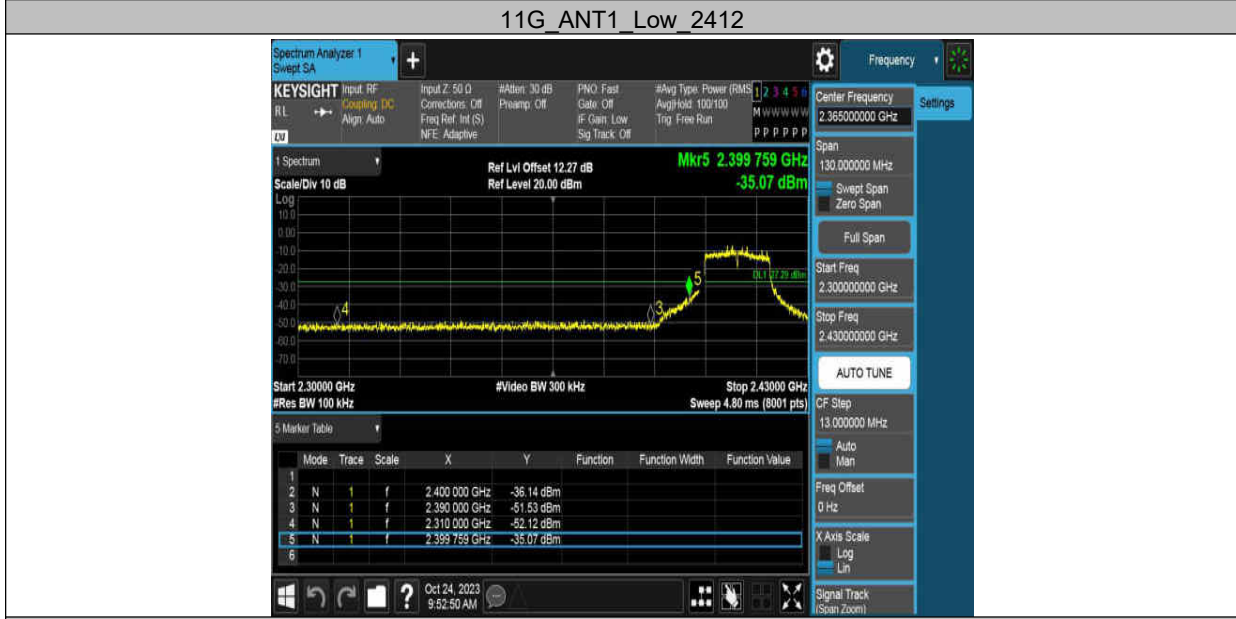 11G_ANT1_Low_2412
Spectrum Analyzer 1
Swept SA
Frequency
KEYSIGHT
RL
LXI
Input: RF
Coupling: DC
Align: Auto
Input Z: 50 Ω
Corrections: Off
Freq Ref: Int (S)
NFE: Adaptive
#Atten: 30 dB
Preamp: Off
PNO: Fast
Gate: Off
IF Gain: Low
Sig Track: Off
#Avg Type: Power (RMS
Avg|Hold: 100/100
Trig: Free Run
1 2 3 4 5 6
M W W W W W
P P P P P P
1 Spectrum
Scale/Div 10 dB
Ref Lvl Offset 12.27 dB
Ref Level 20.00 dBm
Mkr5 2.399 759 GHz
-35.07 dBm
Log
10.0
0.00
-10.0
-20.0
-30.0
-40.0
-50.0
-60.0
-70.0
4
3
5
DL1 -27.29 dBm
Start 2.30000 GHz
#Res BW 100 kHz
#Video BW 300 kHz
Stop 2.43000 GHz
Sweep 4.80 ms (8001 pts)
5 Marker Table
Mode Trace Scale X Y Function Function Width Function Value
1
2 N 1 f 2.400 000 GHz -36.14 dBm
3 N 1 f 2.390 000 GHz -51.53 dBm
4 N 1 f 2.310 000 GHz -52.12 dBm
5 N 1 f 2.399 759 GHz -35.07 dBm
6
Oct 24, 2023
9:52:50 AM
Center Frequency
2.365000000 GHz
Settings
Span
130.000000 MHz
Swept Span
Zero Span
Full Span
Start Freq
2.300000000 GHz
Stop Freq
2.430000000 GHz
AUTO TUNE
CF Step
13.000000 MHz
Auto
Man
Freq Offset
0 Hz
X Axis Scale
Log
Lin
Signal Track
(Span Zoom)